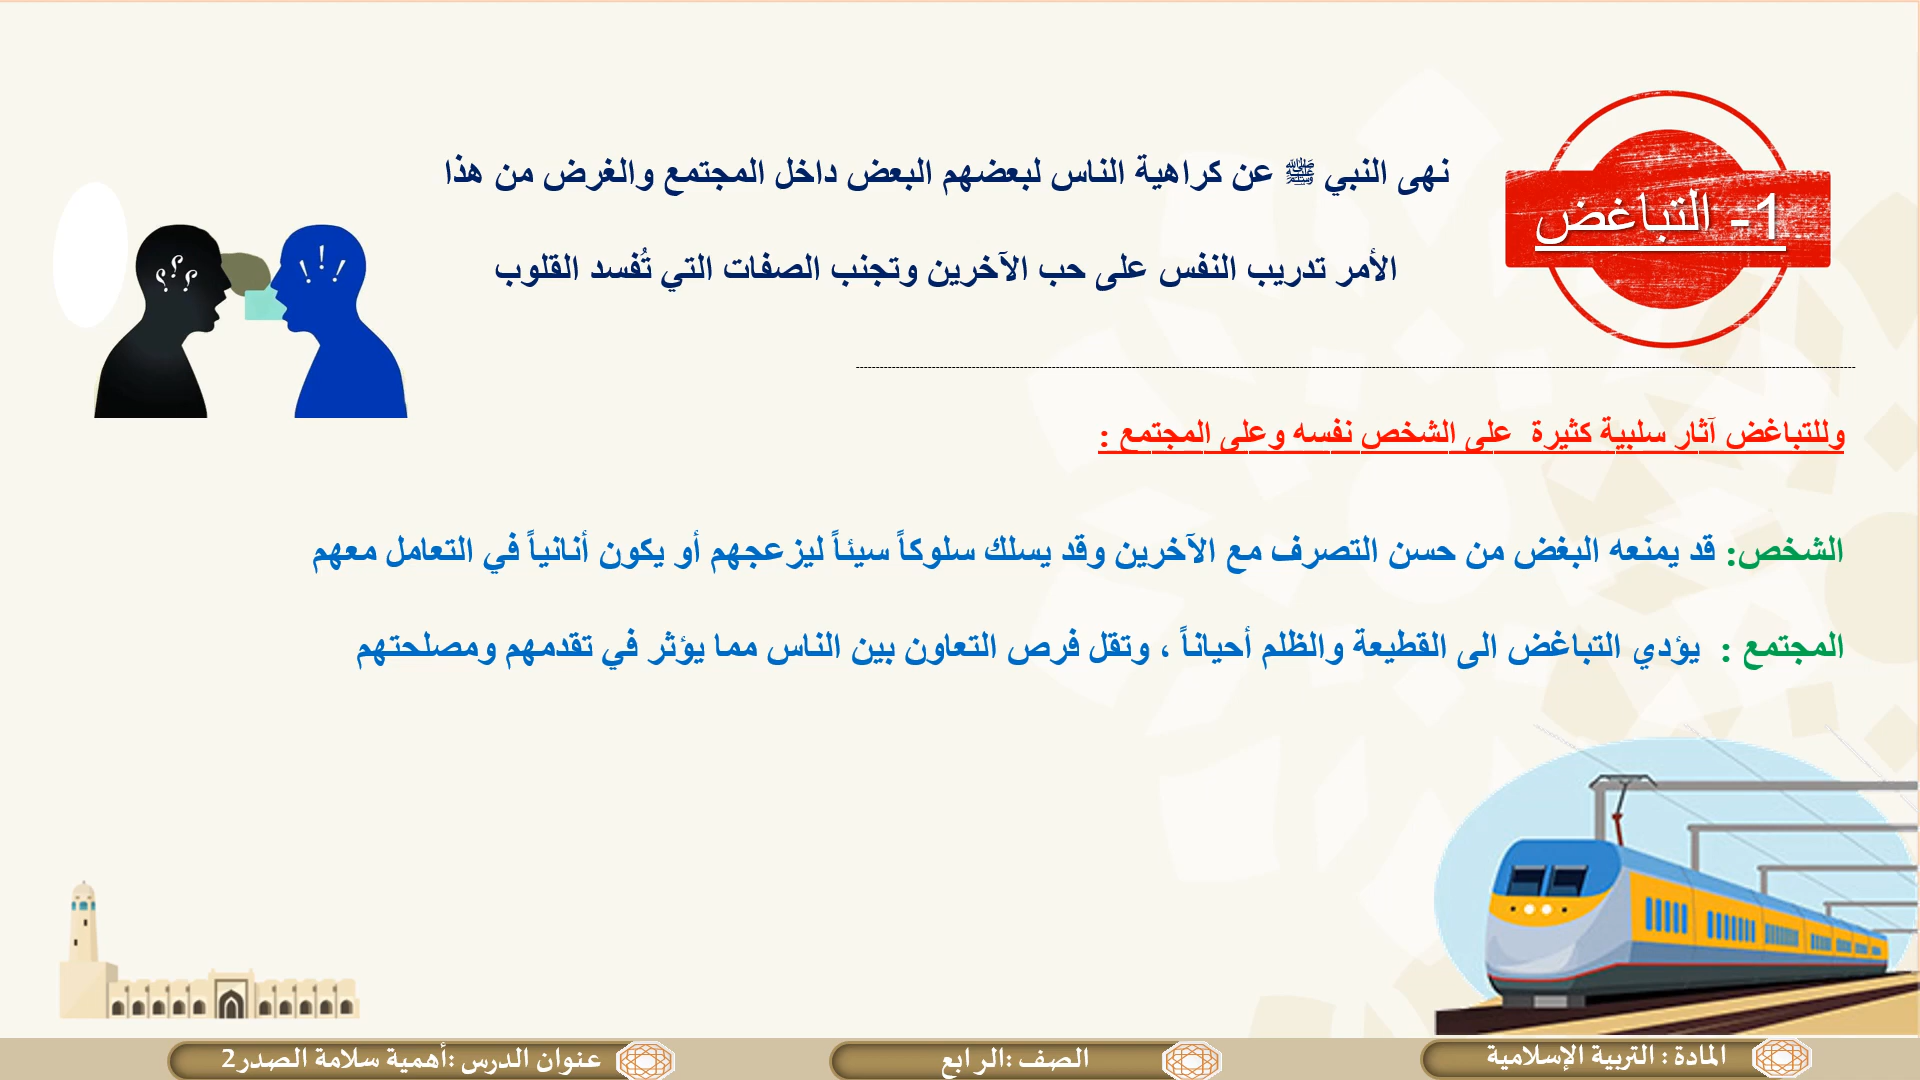 1- التباغض
نهى النبي ﷺ عن كراهية الناس لبعضهم البعض داخل المجتمع والغرض من هذا
الأمر تدريب النفس على حب الآخرين وتجنب الصفات التي تُفسد القلوب
؟؟؟
!!!
وللتباغض آثار سلبية كثيرة على الشخص نفسه وعلى المجتمع :
الشخص: قد يمنعه البغض من حسن التصرف مع الآخرين وقد يسلك سلوكاً سيئاً ليزعجهم أو يكون أنانياً في التعامل معهم
المجتمع : يؤدي التباغض الى القطيعة والظلم أحياناً ، وتقل فرص التعاون بين الناس مما يؤثر في تقدمهم ومصلحتهم
المادة : التربية الإسلامية
الصف :الرابع
عنوان الدرس :أهمية سلامة الصدر2